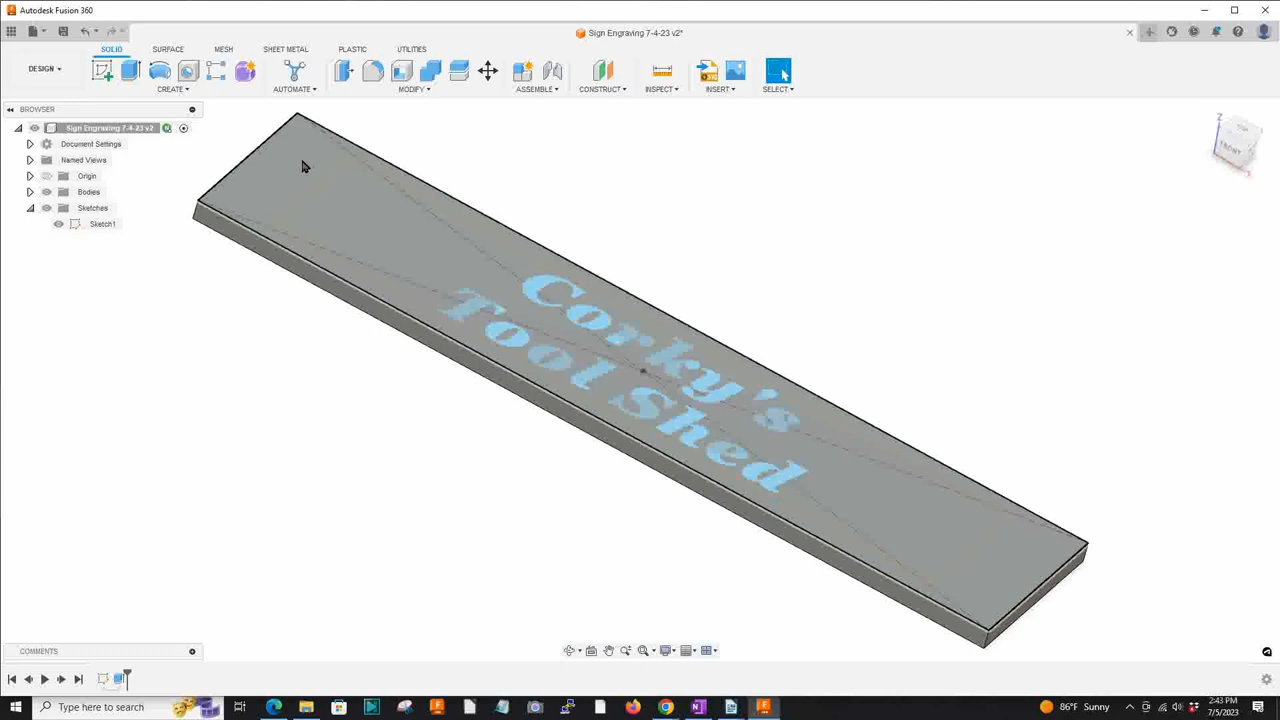 Autodesk Fusion 360
Sign Engraving 7-4-23 v2*
SOLID SURFACE MESH SHEET METAL PLASTIC UTILITIES
DESIGN
CREATE AUTOMATE MODIFY ASSEMBLE CONSTRUCT INSPECT INSERT SELECT
BROWSER
Sign Engraving 7-4-23 v2
Document Settings
Named Views
Origin
Bodies
Sketches
Sketch1
Z
FRONT
Corky's
Tool Shed
COMMENTS
Type here to search
86°F Sunny
2:43 PM
7/5/2023